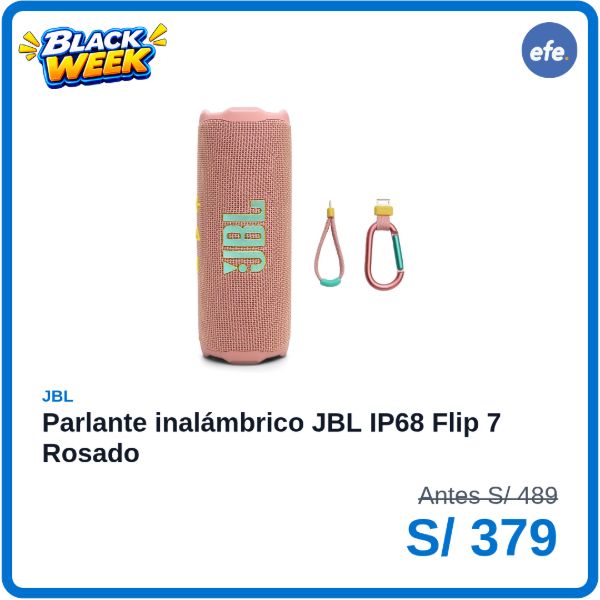 BLACK
WEEK
efe.
JBL
JBL
Parlante inalámbrico JBL IP68 Flip 7
Rosado
Antes S/ 489
S/ 379